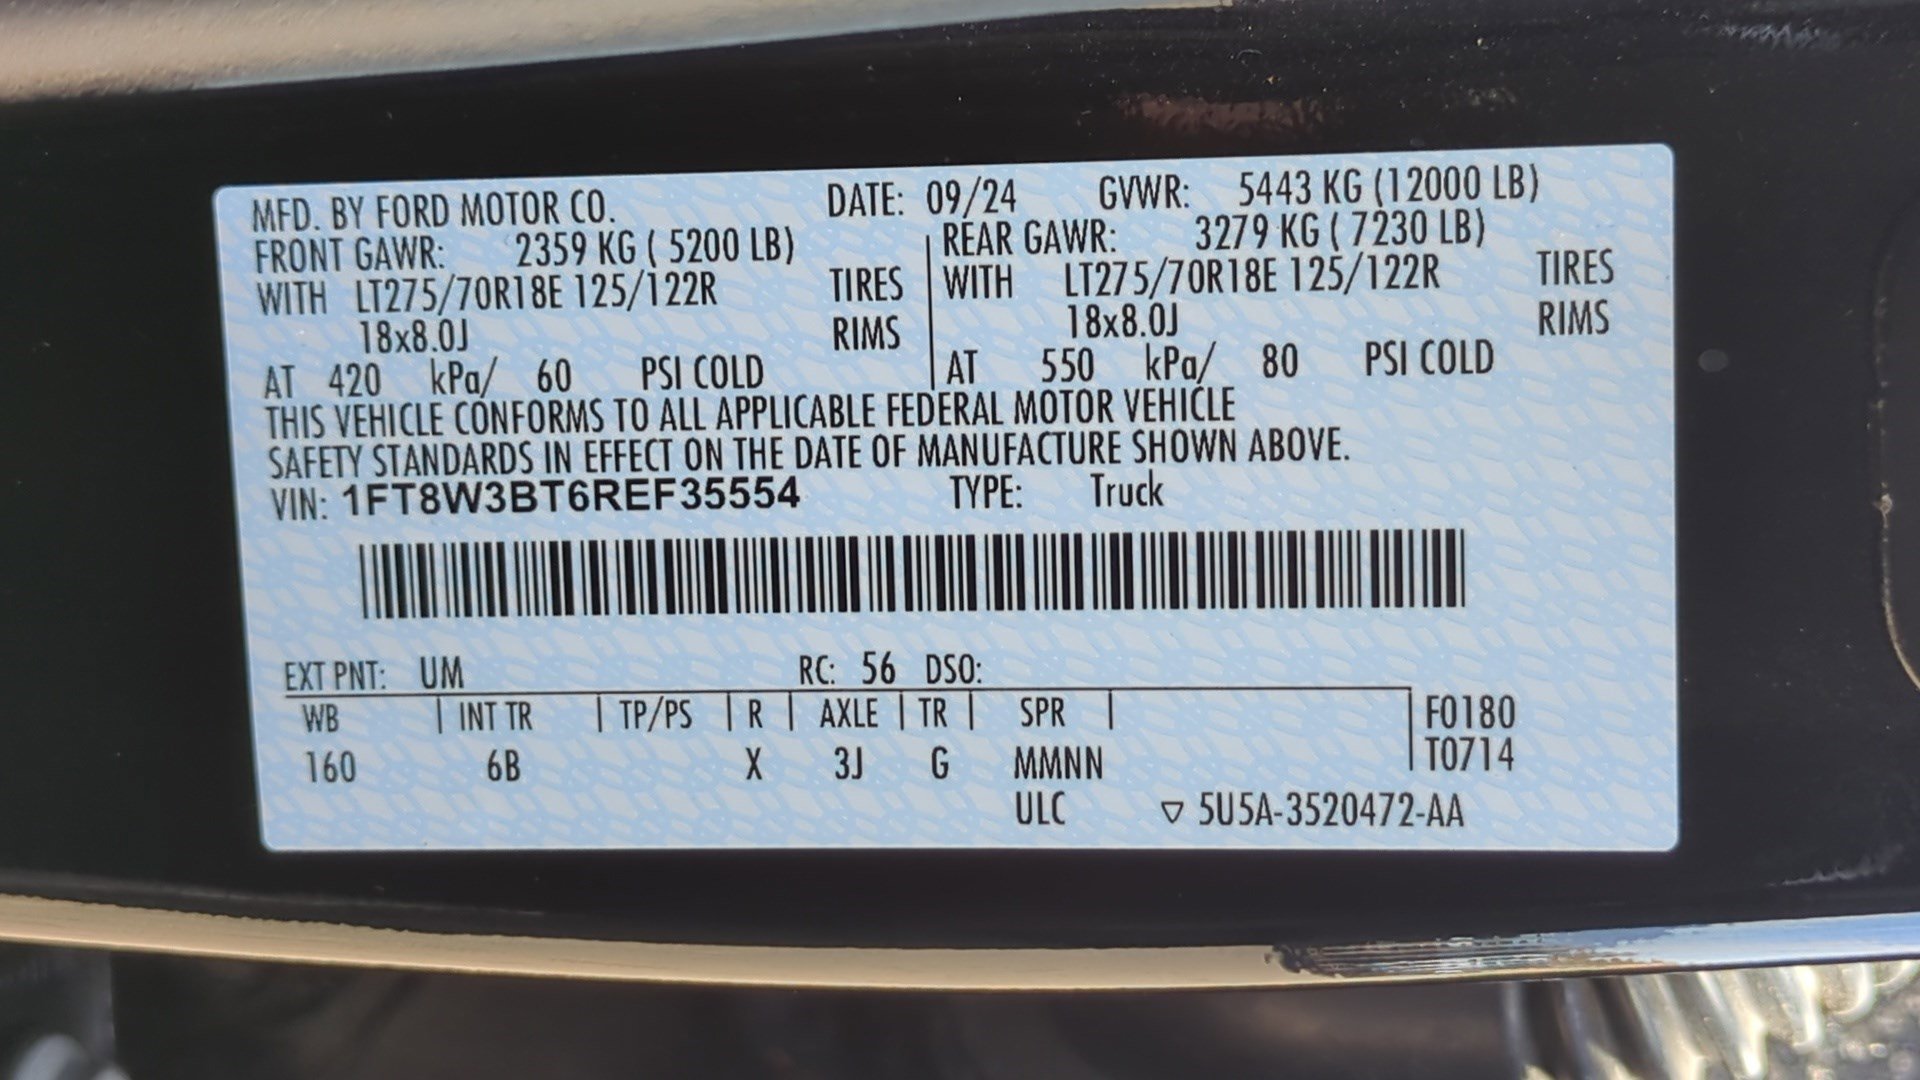 MFD. BY FORD MOTOR CO. DATE: 09/24 GVWR: 5443 KG (12000 LB)
FRONT GAWR: 2359 KG ( 5200 LB) REAR GAWR: 3279 KG ( 7230 LB)
WITH LT275/70R18E 125/122R TIRES WITH LT275/70R18E 125/122R TIRES
18x8.0J RIMS 18x8.0J RIMS
AT 420 kPa/ 60 PSI COLD AT 550 kPa/ 80 PSI COLD
THIS VEHICLE CONFORMS TO ALL APPLICABLE FEDERAL MOTOR VEHICLE
SAFETY STANDARDS IN EFFECT ON THE DATE OF MANUFACTURE SHOWN ABOVE.
VIN: 1FT8W3BT6REF35554 TYPE: Truck
EXT PNT: UM RC: 56 DSO:
WB | INT TR | TP/PS | R | AXLE | TR | SPR | F0180
160 6B X 3J G MMNN T0714
ULC ▽ 5U5A-3520472-AA